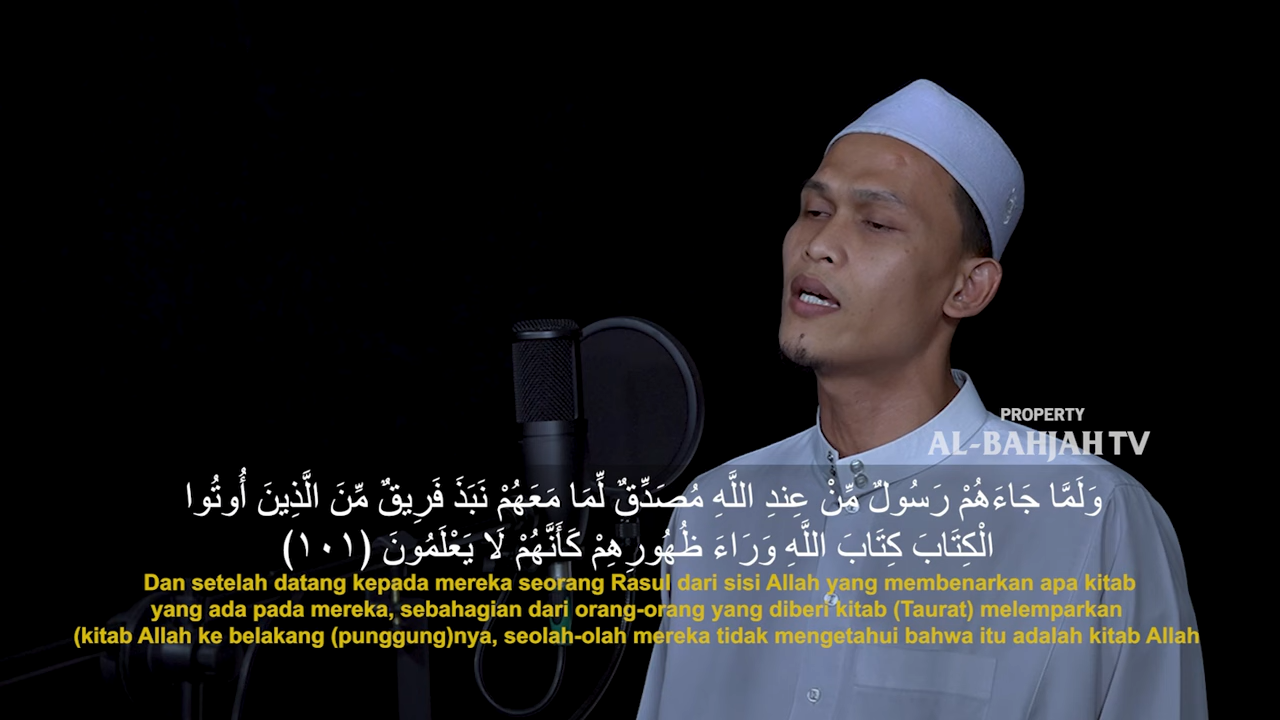 PROPERTY
AL-BAHJAH TV
وَلَمَّا جَاءَهُمْ رَسُولٌ مِّنْ عِندِ اللَّهِ مُصَدِّقٌ لِّمَا مَعَهُمْ نَبَذَ فَرِيقٌ مِّنَ الَّذِينَ أُوتُوا
الْكِتَابَ كِتَابَ اللَّهِ وَرَاءَ ظُهُورِهِمْ كَأَنَّهُمْ لَا يَعْلَمُونَ (١٠١)
Dan setelah datang kepada mereka seorang Rasul dari sisi Allah yang membenarkan apa kitab
yang ada pada mereka, sebahagian dari orang-orang yang diberi kitab (Taurat) melemparkan
(kitab Allah ke belakang (punggung)nya, seolah-olah mereka tidak mengetahui bahwa itu adalah kitab Allah